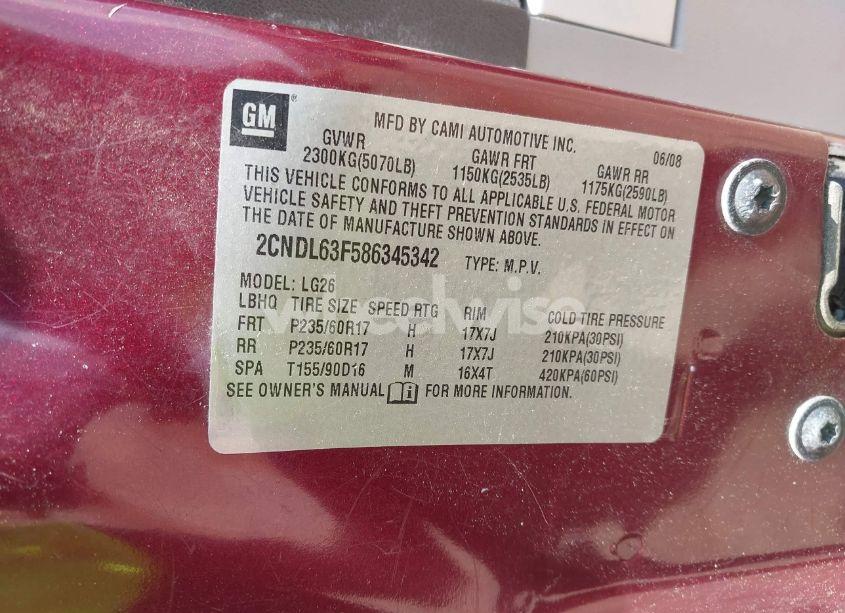 GM
MFD BY CAMI AUTOMOTIVE INC.
06/08
GVWR GAWR FRT GAWR RR
2300KG(5070LB) 1150KG(2535LB) 1175KG(2590LB)
THIS VEHICLE CONFORMS TO ALL APPLICABLE U.S. FEDERAL MOTOR
VEHICLE SAFETY AND THEFT PREVENTION STANDARDS IN EFFECT ON
THE DATE OF MANUFACTURE SHOWN ABOVE.
2CNDL63F586345342 TYPE: M.P.V.
MODEL: LG26
LBHQ TIRE SIZE SPEED RTG RIM COLD TIRE PRESSURE
FRT P235/60R17 H 17X7J 210KPA(30PSI)
RR P235/60R17 H 17X7J 210KPA(30PSI)
SPA T155/90D16 M 16X4T 420KPA(60PSI)
SEE OWNER'S MANUAL FOR MORE INFORMATION.